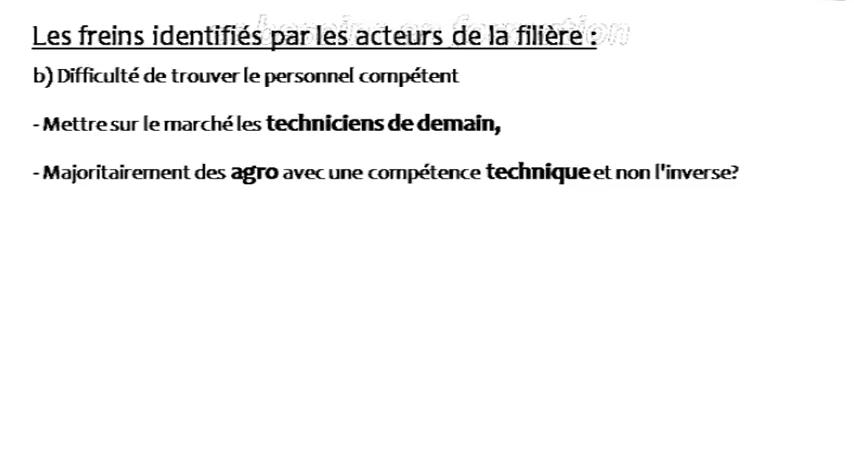 Les freins identifiés par les acteurs de la filière :
b) Difficulté de trouver le personnel compétent
- Mettre sur le marché les techniciens de demain,
- Majoritairement des agro avec une compétence technique et non l'inverse?